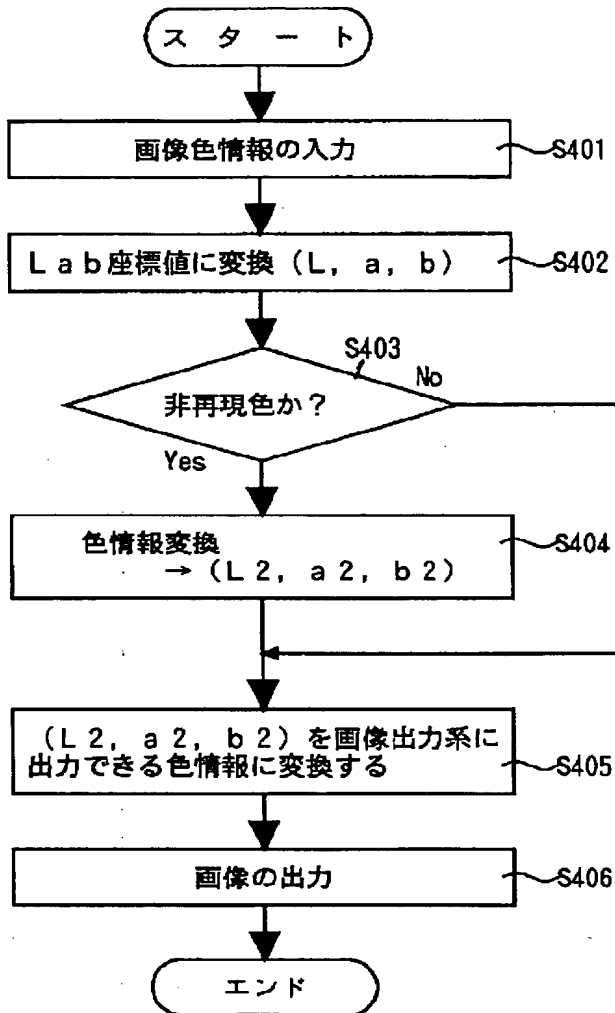 スタート
画像色情報の入力
S401
Lab座標値に変換(L, a, b)
S402
S403
非再現色か?
No
Yes
色情報変換
→(L2, a2, b2)
S404
(L2, a2, b2)を画像出力系に
出力できる色情報に変換する
S405
画像の出力
S406
エンド